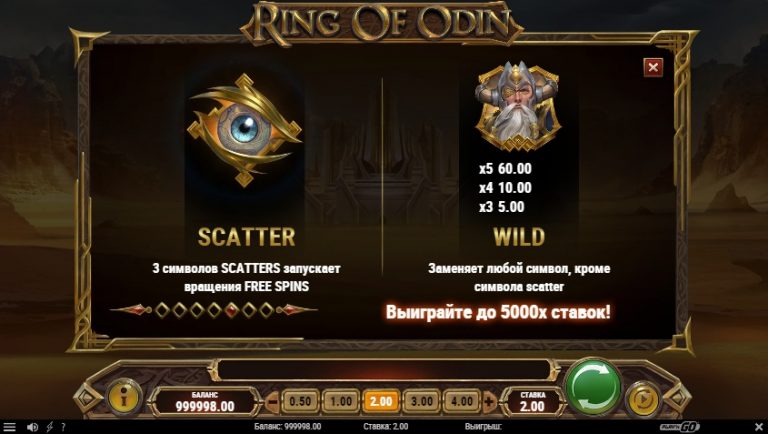 RING OF ODIN
x5 60.00
x4 10.00
x3 5.00
SCATTER
WILD
3 символов SCATTERS запускает
вращения FREE SPINS
Заменяет любой символ, кроме
символа scatter
Выиграйте до 5000x ставок!
БАЛАНС
999998.00
0.50 1.00 2.00 3.00 4.00
СТАВКА
2.00
Баланс: 999998.00 Ставка: 2.00 Выигрыш:
PLAY'N GO